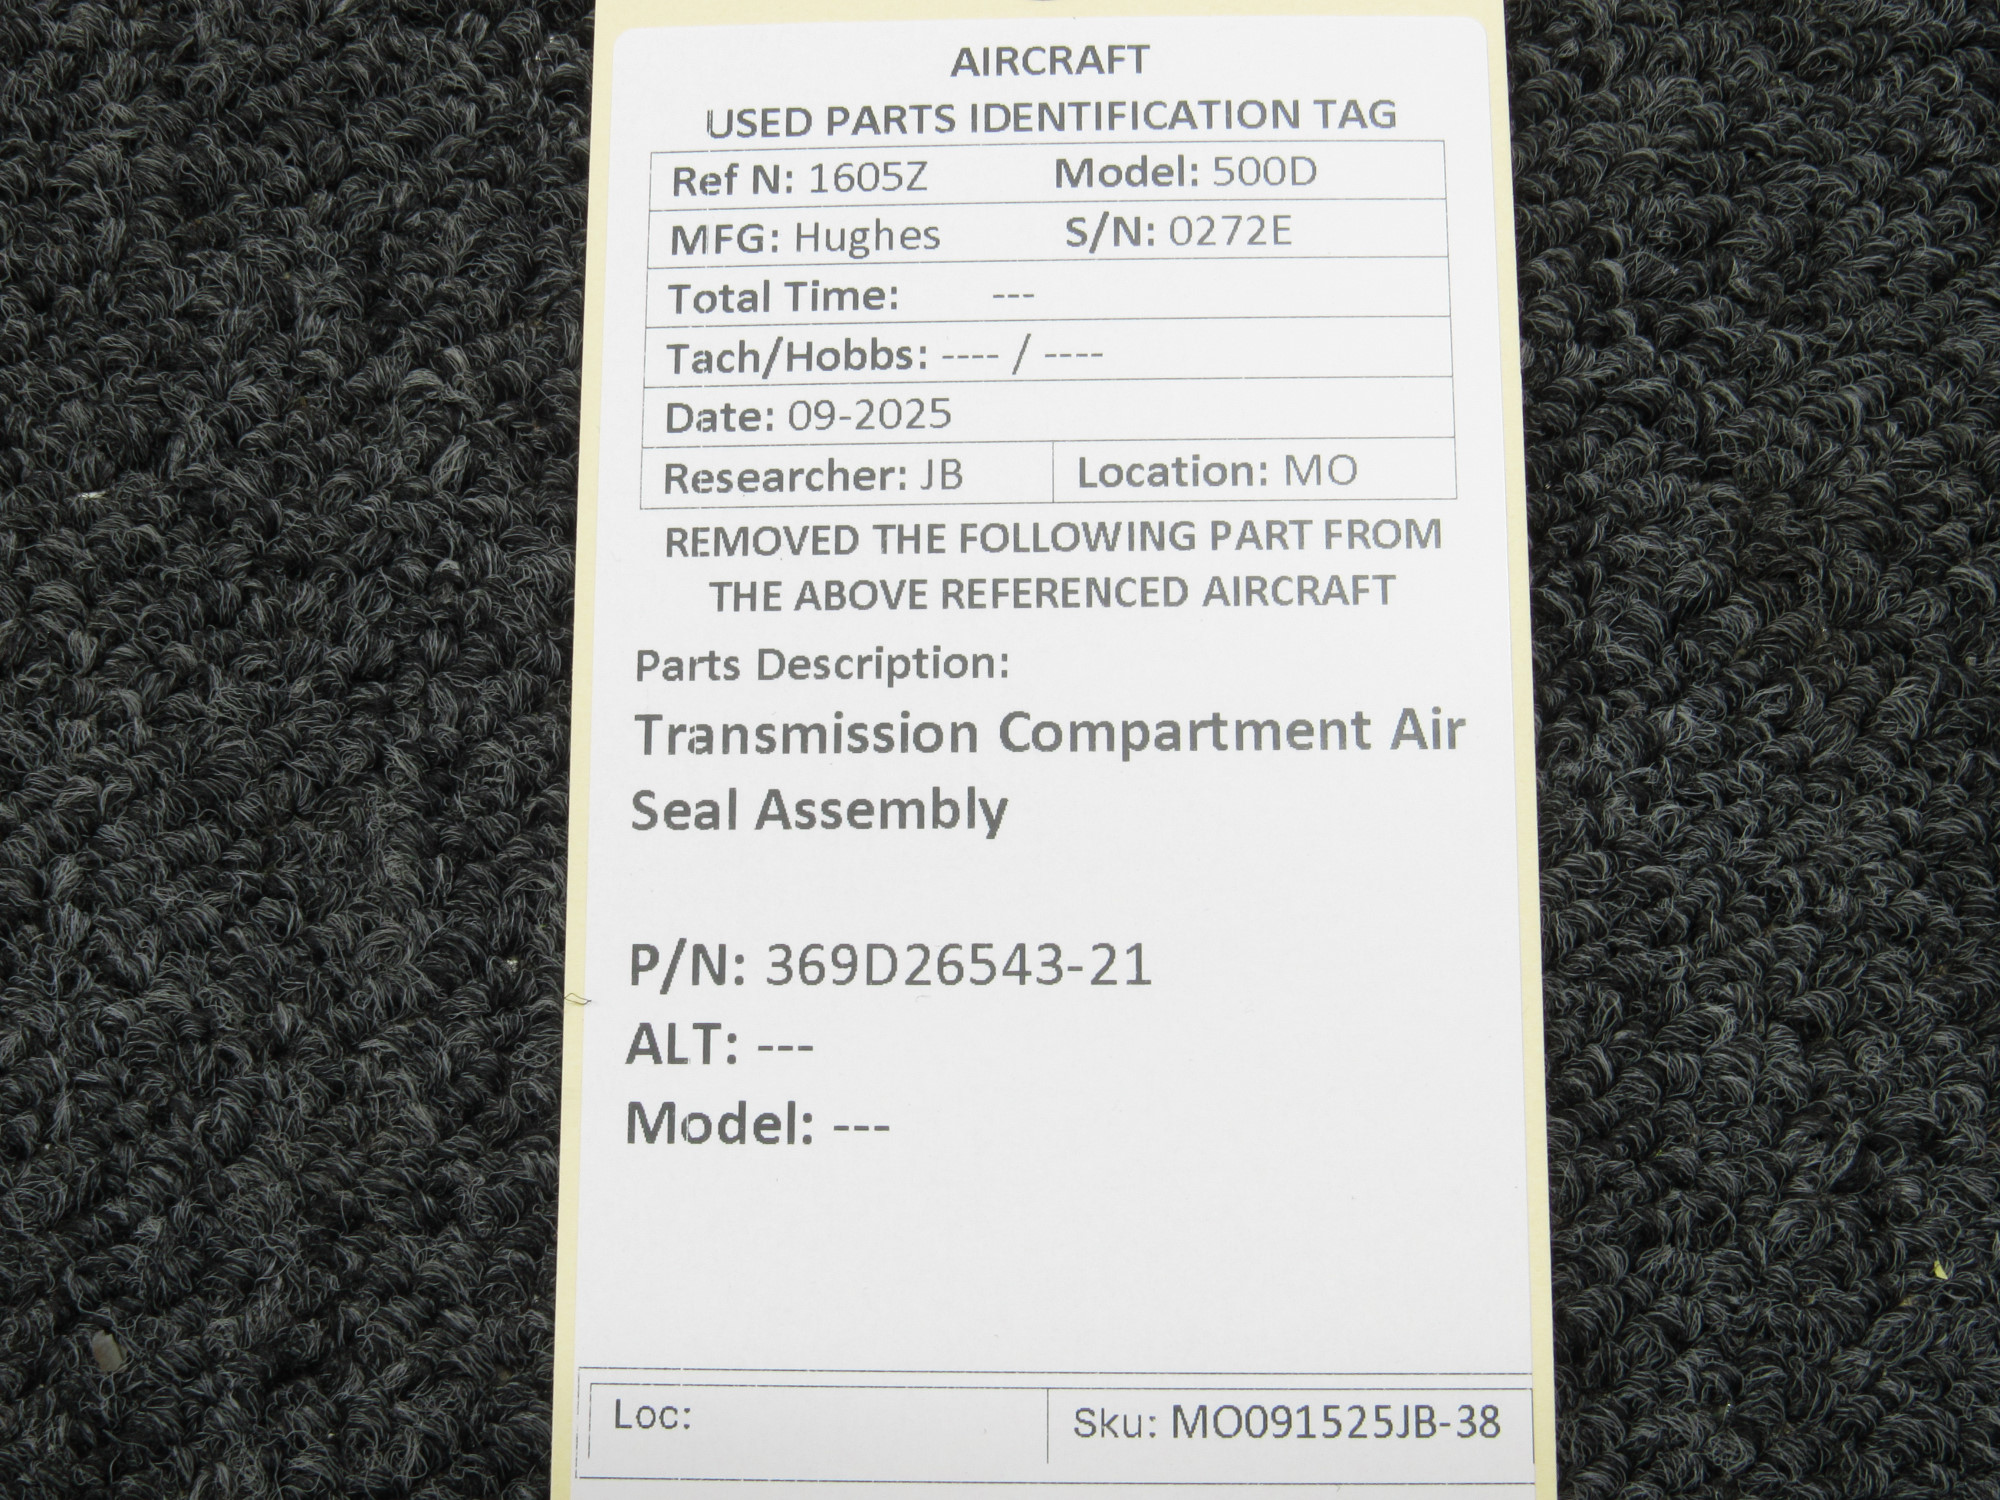 AIRCRAFT
USED PARTS IDENTIFICATION TAG
Ref N: 1605Z Model: 500D
MFG: Hughes S/N: 0272E
Total Time: ---
Tach/Hobbs: ---- / ----
Date: 09-2025
Researcher: JB Location: MO
REMOVED THE FOLLOWING PART FROM
THE ABOVE REFERENCED AIRCRAFT
Parts Description:
Transmission Compartment Air
Seal Assembly
P/N: 369D26543-21
ALT: ---
Model: ---
Loc: Sku: MO091525JB-38